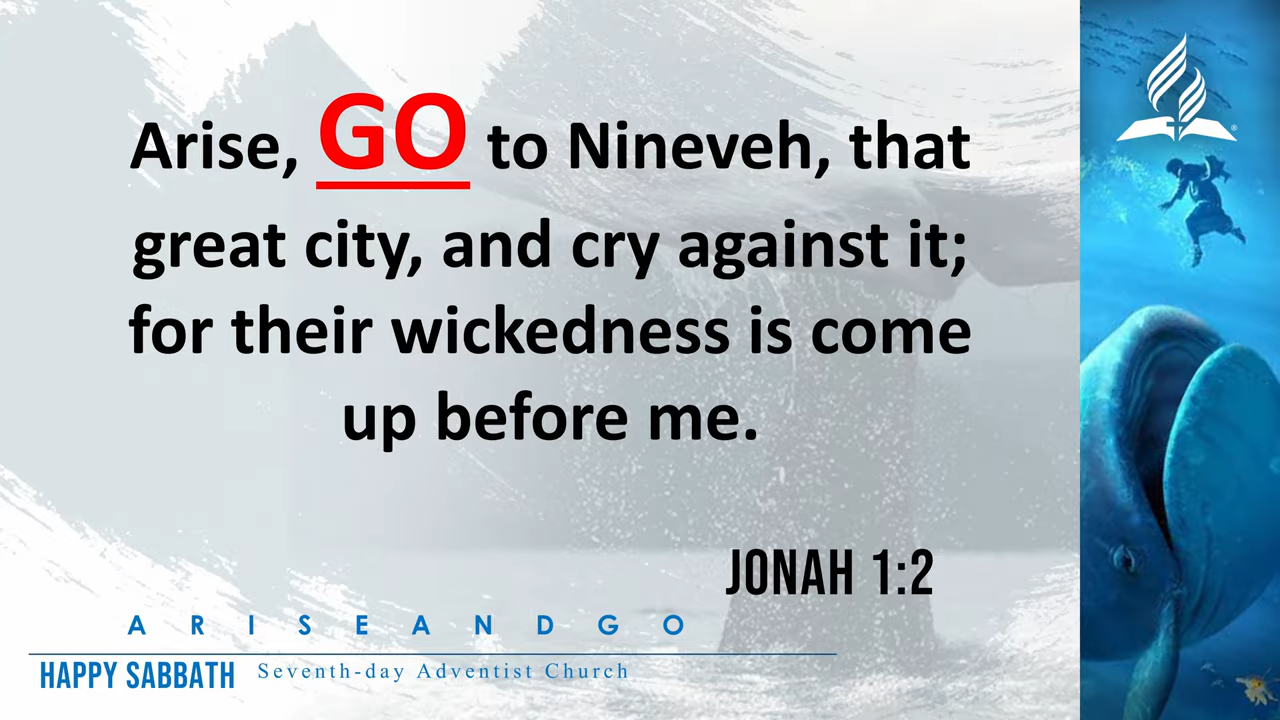 Arise, GO to Nineveh, that
great city, and cry against it;
for their wickedness is come
up before me.
JONAH 1:2
A R I S E A N D G O
HAPPY SABBATH Seventh-day Adventist Church
®